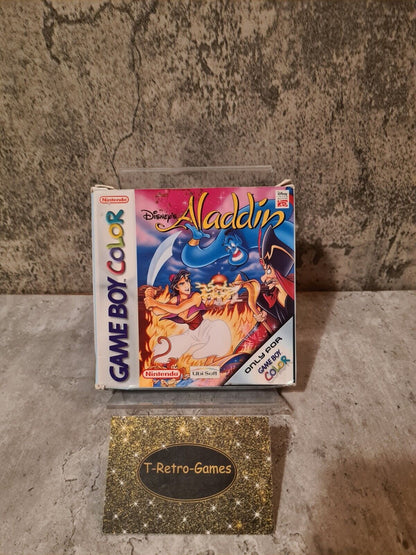 Nintendo
GAME BOY COLOR
Disney's
Aladdin
ONLY FOR
GAME BOY
COLOR
Nintendo
Ubi Soft
T-Retro-Games